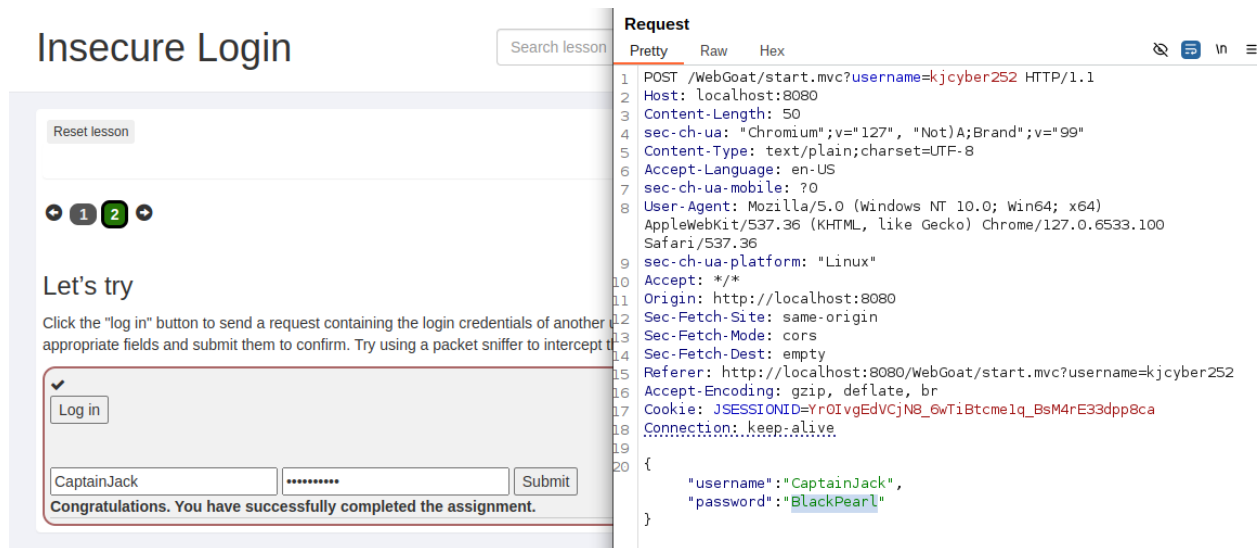 Insecure Login
Search lesson
Reset lesson
1 2
Let's try
Click the "log in" button to send a request containing the login credentials of another
appropriate fields and submit them to confirm. Try using a packet sniffer to intercept
Log in
CaptainJack •••••••••• Submit
Congratulations. You have successfully completed the assignment.
Request
Pretty Raw Hex \n
1 POST /WebGoat/start.mvc?username=kjcyber252 HTTP/1.1
2 Host: localhost:8080
3 Content-Length: 50
4 sec-ch-ua: "Chromium";v="127", "Not)A;Brand";v="99"
5 Content-Type: text/plain;charset=UTF-8
6 Accept-Language: en-US
7 sec-ch-ua-mobile: ?0
8 User-Agent: Mozilla/5.0 (Windows NT 10.0; Win64; x64)
AppleWebKit/537.36 (KHTML, like Gecko) Chrome/127.0.6533.100
Safari/537.36
9 sec-ch-ua-platform: "Linux"
10 Accept: */*
11 Origin: http://localhost:8080
12 Sec-Fetch-Site: same-origin
13 Sec-Fetch-Mode: cors
14 Sec-Fetch-Dest: empty
15 Referer: http://localhost:8080/WebGoat/start.mvc?username=kjcyber252
16 Accept-Encoding: gzip, deflate, br
17 Cookie: JSESSIONID=YrOIvgEdVCjN8_6wTiBtcme1q_BsM4rE33dpp8ca
18 Connection: keep-alive
19
20 {
"username":"CaptainJack",
"password":"BlackPearl"
}